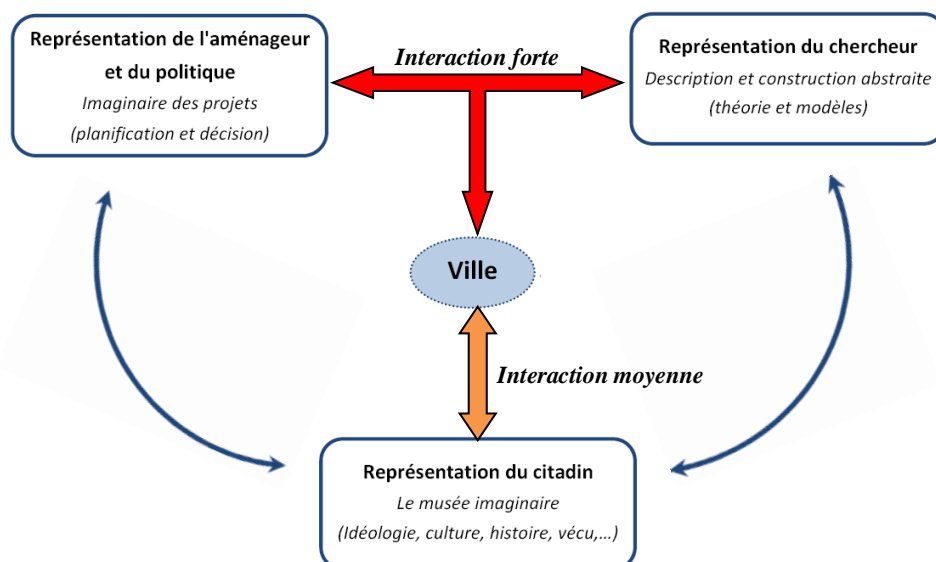 Représentation de l'aménageur
et du politique
Imaginaire des projets
(planification et décision)
Interaction forte
Représentation du chercheur
Description et construction abstraite
(théorie et modèles)
Ville
Interaction moyenne
Représentation du citadin
Le musée imaginaire
(Idéologie, culture, histoire, vécu,...)